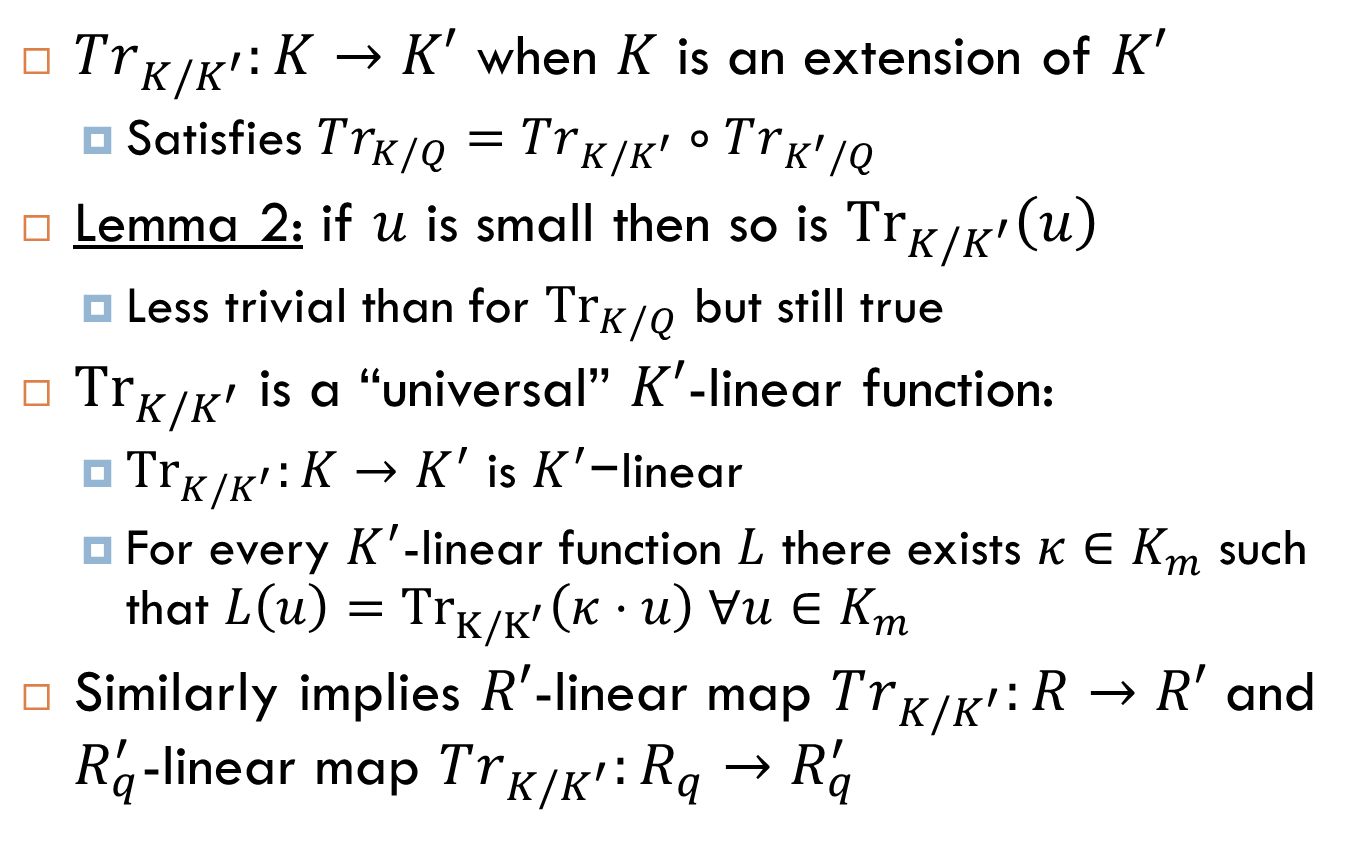 Tr_{K/K′}: K → K′ when K is an extension of K′
Satisfies Tr_{K/Q} = Tr_{K/K′} ∘ Tr_{K′/Q}
Lemma 2: if u is small then so is Tr_{K/K′}(u)
Less trivial than for Tr_{K/Q} but still true
Tr_{K/K′} is a “universal” K′-linear function:
Tr_{K/K′}: K → K′ is K′−linear
For every K′-linear function L there exists κ ∈ K_m such
that L(u) = Tr_{K/K′}(κ · u) ∀u ∈ K_m
Similarly implies R′-linear map Tr_{K/K′}: R → R′ and
R′_q-linear map Tr_{K/K′}: R_q → R′_q